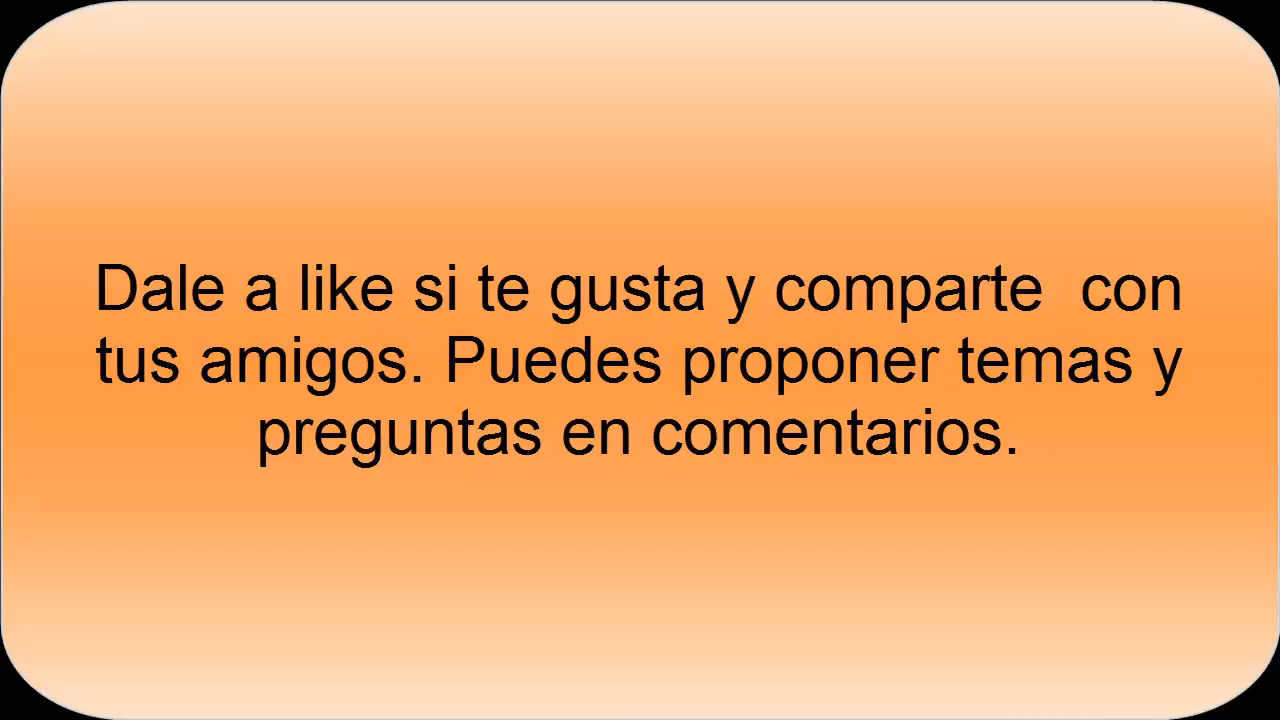 Dale a like si te gusta y comparte  con
tus amigos. Puedes proponer temas y
preguntas en comentarios.